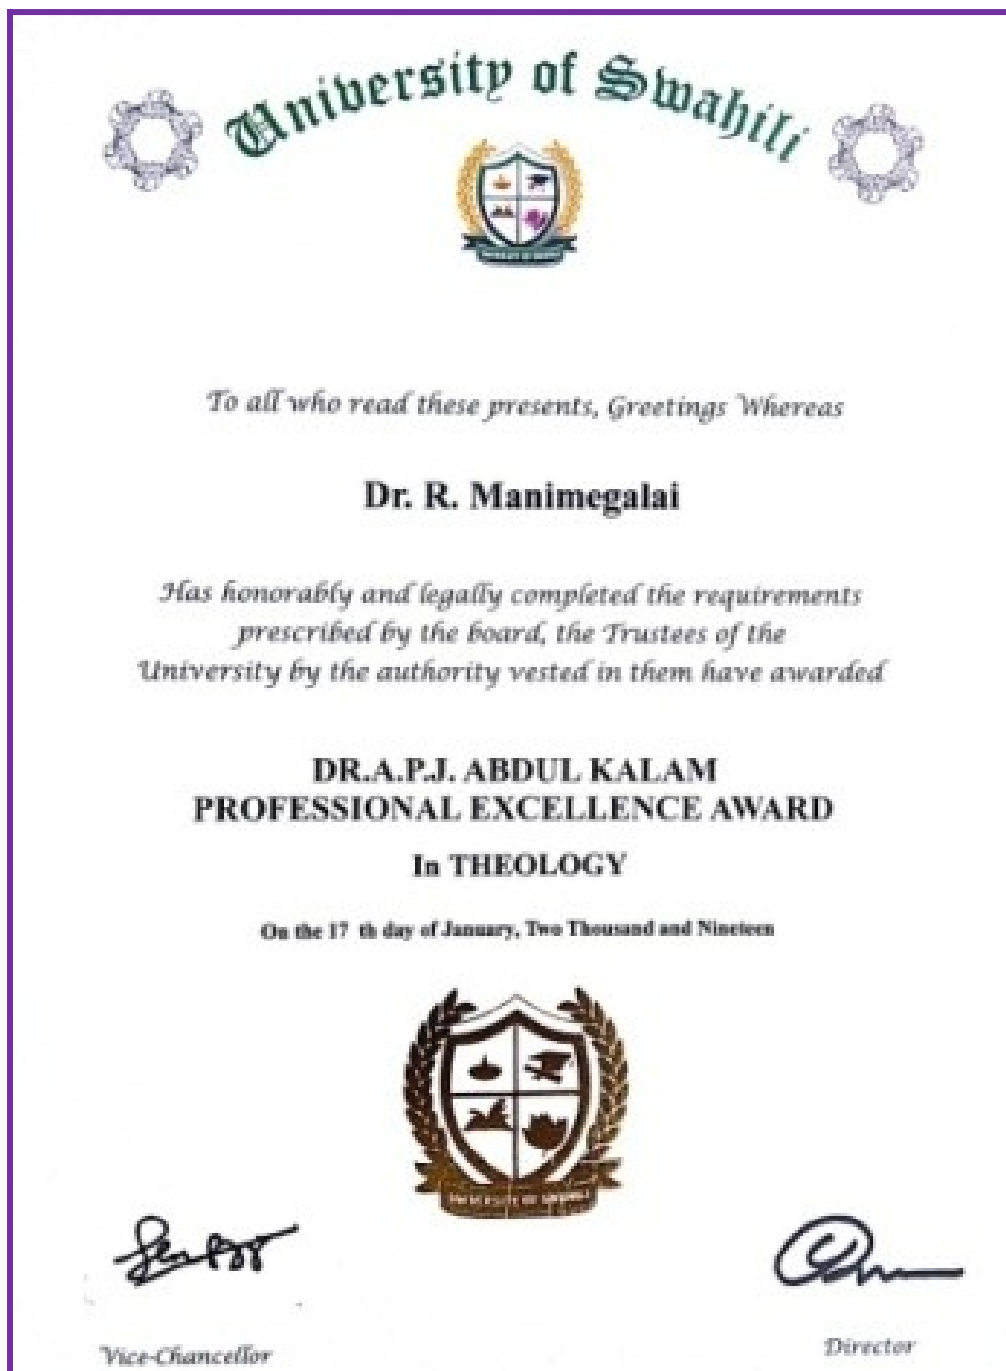 University of Swahili
To all who read these presents, Greetings Whereas
Dr. R. Manimegalai
Has honorably and legally completed the requirements
prescribed by the board, the Trustees of the
University by the authority vested in them have awarded
DR.A.P.J. ABDUL KALAM
PROFESSIONAL EXCELLENCE AWARD
In THEOLOGY
On the 17 th day of January, Two Thousand and Nineteen
UNIVERSITY OF SWAHILI
Vice-Chancellor
Director